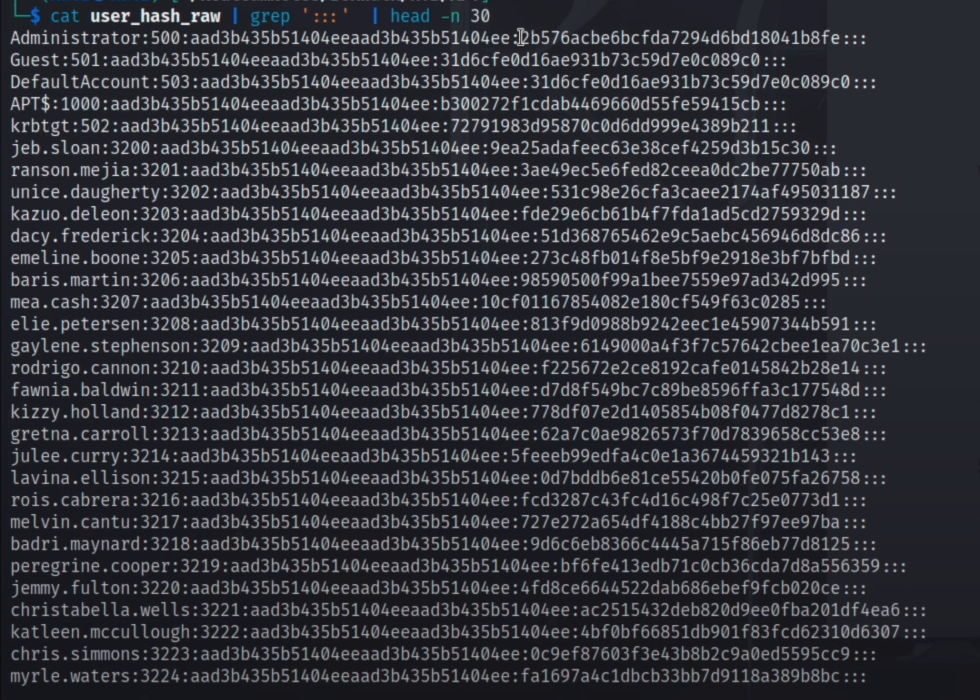 $ cat user_hash_raw | grep ':::' | head -n 30
Administrator:500:aad3b435b51404eeaad3b435b51404ee:2b576acbe6bcfda7294d6bd18041b8fe:::
Guest:501:aad3b435b51404eeaad3b435b51404ee:31d6cfe0d16ae931b73c59d7e0c089c0:::
DefaultAccount:503:aad3b435b51404eeaad3b435b51404ee:31d6cfe0d16ae931b73c59d7e0c089c0:::
APT$:1000:aad3b435b51404eeaad3b435b51404ee:b300272f1cdab4469660d55fe59415cb:::
krbtgt:502:aad3b435b51404eeaad3b435b51404ee:72791983d95870c0d6dd999e4389b211:::
jeb.sloan:3200:aad3b435b51404eeaad3b435b51404ee:9ea25adafeec63e38cef4259d3b15c30:::
ranson.mejia:3201:aad3b435b51404eeaad3b435b51404ee:3ae49ec5e6fed82ceea0dc2be77750ab:::
unice.daugherty:3202:aad3b435b51404eeaad3b435b51404ee:531c98e26cfa3caee2174af495031187:::
kazuo.deleon:3203:aad3b435b51404eeaad3b435b51404ee:fde29e6cb61b4f7fda1ad5cd2759329d:::
dacy.frederick:3204:aad3b435b51404eeaad3b435b51404ee:51d368765462e9c5aebc456946d8dc86:::
emeline.boone:3205:aad3b435b51404eeaad3b435b51404ee:273c48fb014f8e5bf9e2918e3bf7bfbd:::
baris.martin:3206:aad3b435b51404eeaad3b435b51404ee:98590500f99a1bee7559e97ad342d995:::
mea.cash:3207:aad3b435b51404eeaad3b435b51404ee:10cf01167854082e180cf549f63c0285:::
elie.petersen:3208:aad3b435b51404eeaad3b435b51404ee:813f9d0988b9242eec1e45907344b591:::
gaylene.stephenson:3209:aad3b435b51404eeaad3b435b51404ee:6149000a4f3f7c57642cbee1ea70c3e1:::
rodrigo.cannon:3210:aad3b435b51404eeaad3b435b51404ee:f225672e2ce8192cafe0145842b28e14:::
fawnia.baldwin:3211:aad3b435b51404eeaad3b435b51404ee:d7d8f549bc7c89be8596ffa3c177548d:::
kizzy.holland:3212:aad3b435b51404eeaad3b435b51404ee:778df07e2d1405854b08f0477d8278c1:::
gretna.carroll:3213:aad3b435b51404eeaad3b435b51404ee:62a7c0ae9826573f70d7839658cc53e8:::
julee.curry:3214:aad3b435b51404eeaad3b435b51404ee:5feeeb99edfa4c0e1a3674459321b143:::
lavina.ellison:3215:aad3b435b51404eeaad3b435b51404ee:0d7bddb6e81ce55420b0fe075fa26758:::
rois.cabrera:3216:aad3b435b51404eeaad3b435b51404ee:fcd3287c43fc4d16c498f7c25e0773d1:::
melvin.cantu:3217:aad3b435b51404eeaad3b435b51404ee:727e272a654df4188c4bb27f97ee97ba:::
badri.maynard:3218:aad3b435b51404eeaad3b435b51404ee:9d6c6eb8366c4445a715f86eb77d8125:::
peregrine.cooper:3219:aad3b435b51404eeaad3b435b51404ee:bf6fe413edb71c0cb36cda7d8a556359:::
jemmy.fulton:3220:aad3b435b51404eeaad3b435b51404ee:4fd8ce6644522dab686ebef9fcb020ce:::
christabella.wells:3221:aad3b435b51404eeaad3b435b51404ee:ac2515432deb820d9ee0fba201df4ea6:::
katleen.mccullough:3222:aad3b435b51404eeaad3b435b51404ee:4bf0bf66851db901f83fcd62310d6307:::
chris.simmons:3223:aad3b435b51404eeaad3b435b51404ee:0c9ef87603f3e43b8b2c9a0ed5595cc9:::
myrle.waters:3224:aad3b435b51404eeaad3b435b51404ee:fa1697a4c1dbcb33bb7d9118a389b8bc:::